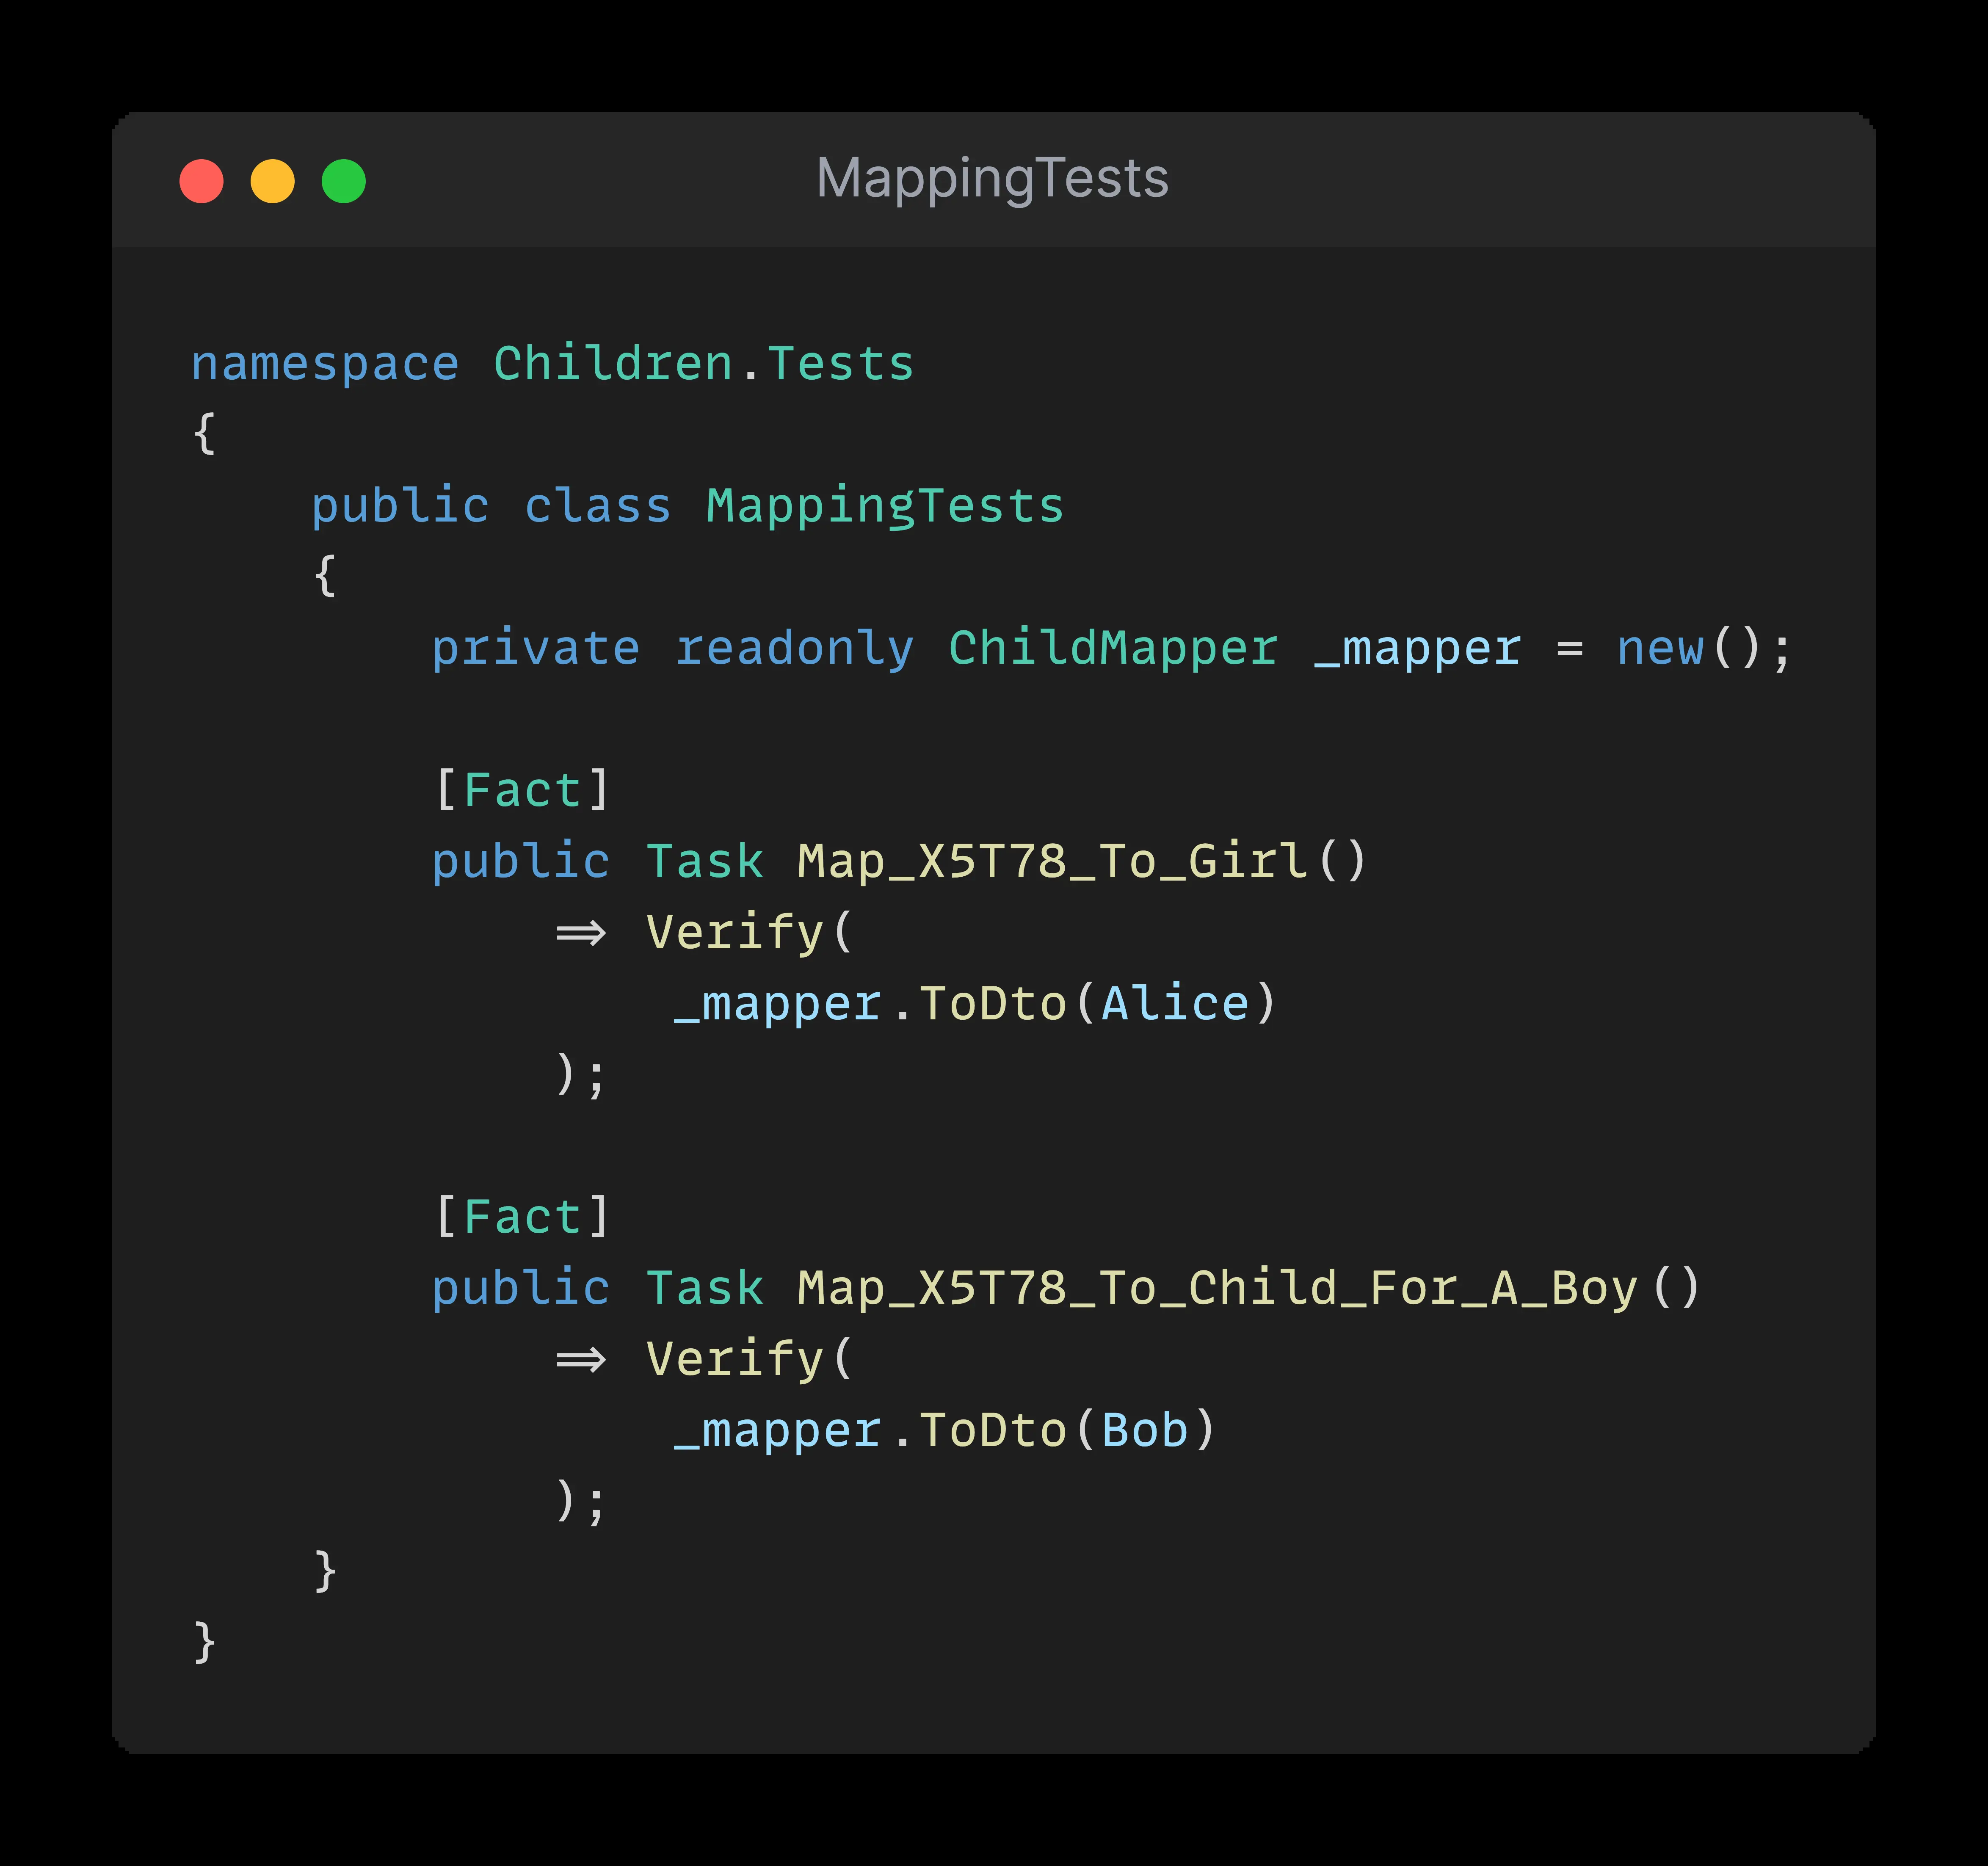 MappingTests
namespace Children.Tests
{
    public class MappingTests
    {
        private readonly ChildMapper _mapper = new();

        [Fact]
        public Task Map_X5T78_To_Girl()
            => Verify(
                _mapper.ToDto(Alice)
            );

        [Fact]
        public Task Map_X5T78_To_Child_For_A_Boy()
            => Verify(
                _mapper.ToDto(Bob)
            );
    }
}